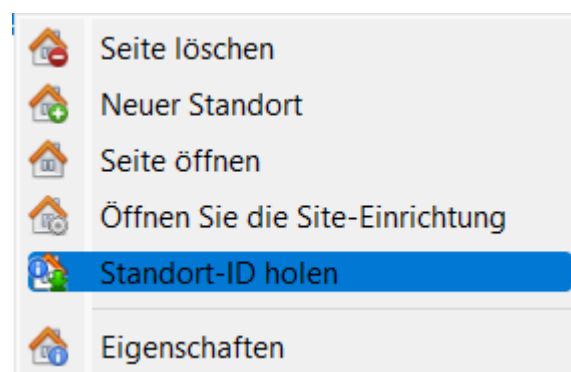 Seite löschen
Neuer Standort
Seite öffnen
Öffnen Sie die Site-Einrichtung
Standort-ID holen
Eigenschaften